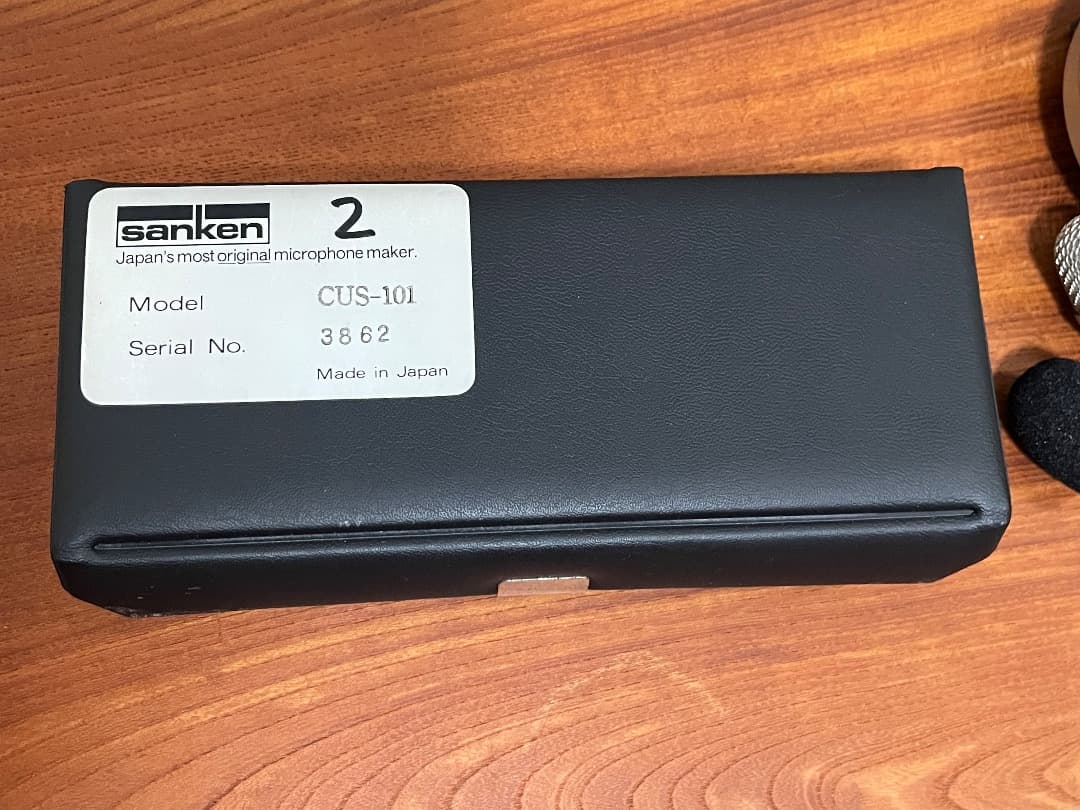 sanken 2
Japan's most original microphone maker.
Model CUS-101
Serial No. 3862
Made in Japan